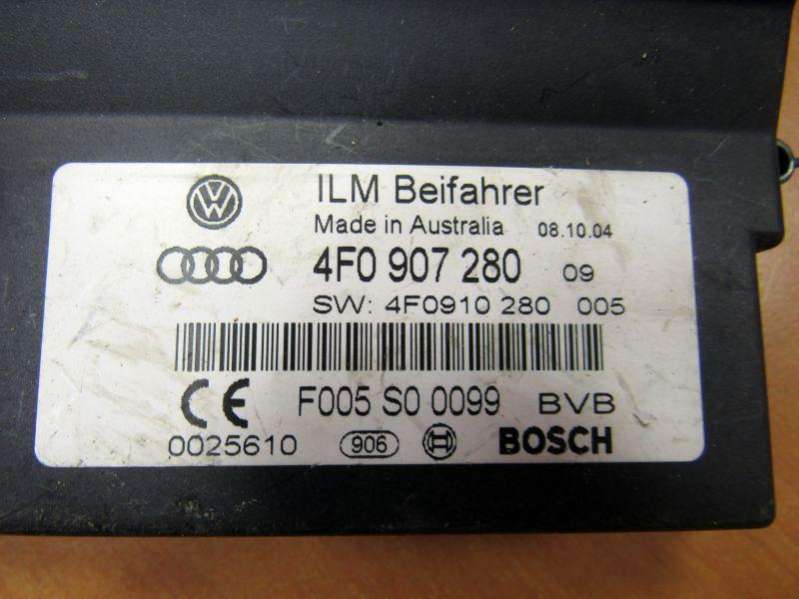 ILM Beifahrer
Made in Australia 08.10.04
4F0 907 280 09
SW: 4F0910 280 005
CE F005 S0 0099 BVB
0025610 906 BOSCH